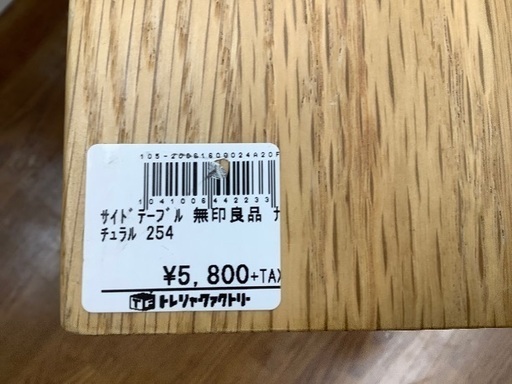 105-20061609024A20F
1041006442233
ｻｲﾄﾞﾃｰﾌﾞﾙ 無印良品 ﾅ
ﾁｭﾗﾙ 254
¥5,800+TAX
TF トレジャーファクトリー